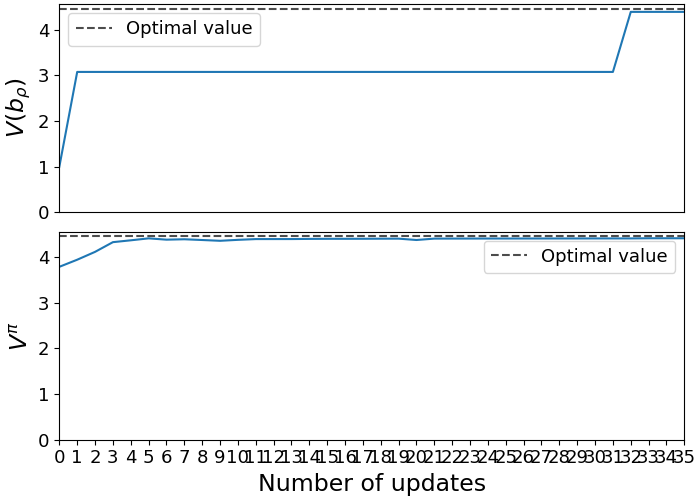 4
Optimal value
3
V(b_ρ)
2
1
0
4
Optimal value
3
V^π
2
1
0
0 1 2 3 4 5 6 7 8 9 10 11 12 13 14 15 16 17 18 19 20 21 22 23 24 25 26 27 28 29 30 31 32 33 34 35
Number of updates